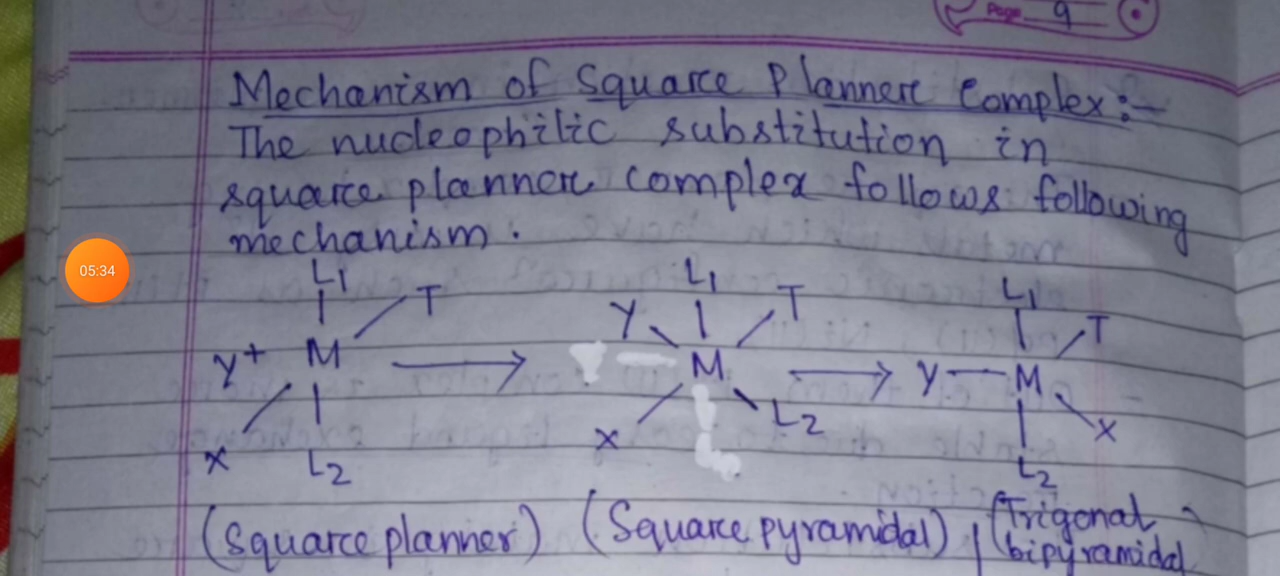 Page 9
Mechanism of Square Planner Complex :-
The nucleophilic substitution in
square planner complex follows following
mechanism.
05:34
L1 T L1 T L1 T
Y + M → Y M → Y — M
X L2 X L2 X L2
(Square planner) (Square pyramidal) (Trigonal
bipyramidal